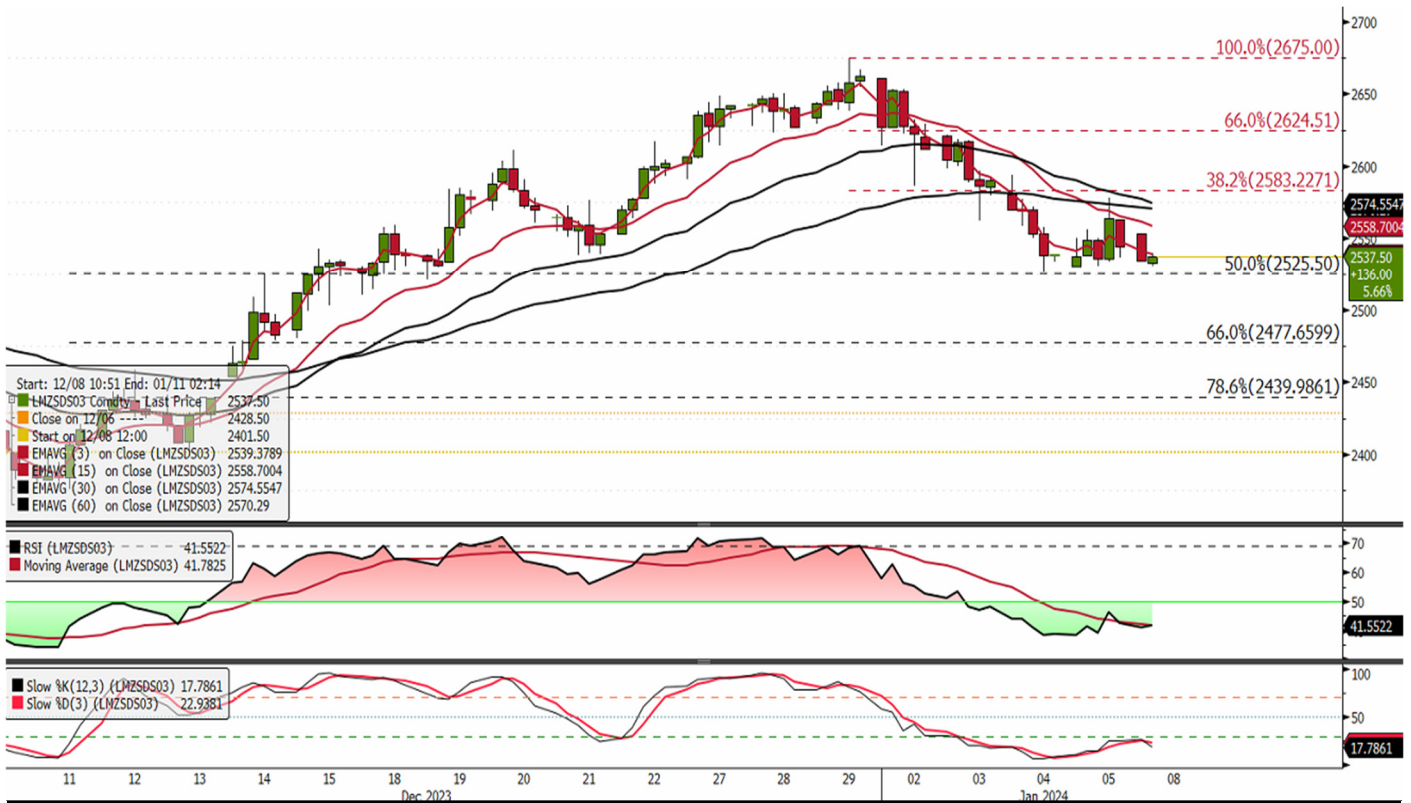 2700
100.0%(2675.00)
2650
66.0%(2624.51)
2600
38.2%(2583.2271)
2574.5547
2558.7004
2550
2537.50
+136.00
5.66%
50.0%(2525.50)
2500
66.0%(2477.6599)
2450
78.6%(2439.9861)
2400
Start: 12/08 10:51 End: 01/11 02:14
LMZSDS03 Comdty - Last Price 2537.50
Close on 12/06 ----- 2428.50
Start on 12/08 12:00 2401.50
EMAVG (3) on Close (LMZSDS03) 2539.3789
EMAVG (15) on Close (LMZSDS03) 2558.7004
EMAVG (30) on Close (LMZSDS03) 2574.5547
EMAVG (60) on Close (LMZSDS03) 2570.29
RSI (LMZSDS03) 41.5522
Moving Average (LMZSDS03) 41.7825
70
60
50
41.5522
Slow %K(12,3) (LMZSDS03) 17.7861
Slow %D(3) (LMZSDS03) 22.9381
100
50
17.7861
11 12 13 14 15 18 19 20 21 22 27 28 29 02 03 04 05 08
Dec 2023 Jan 2024